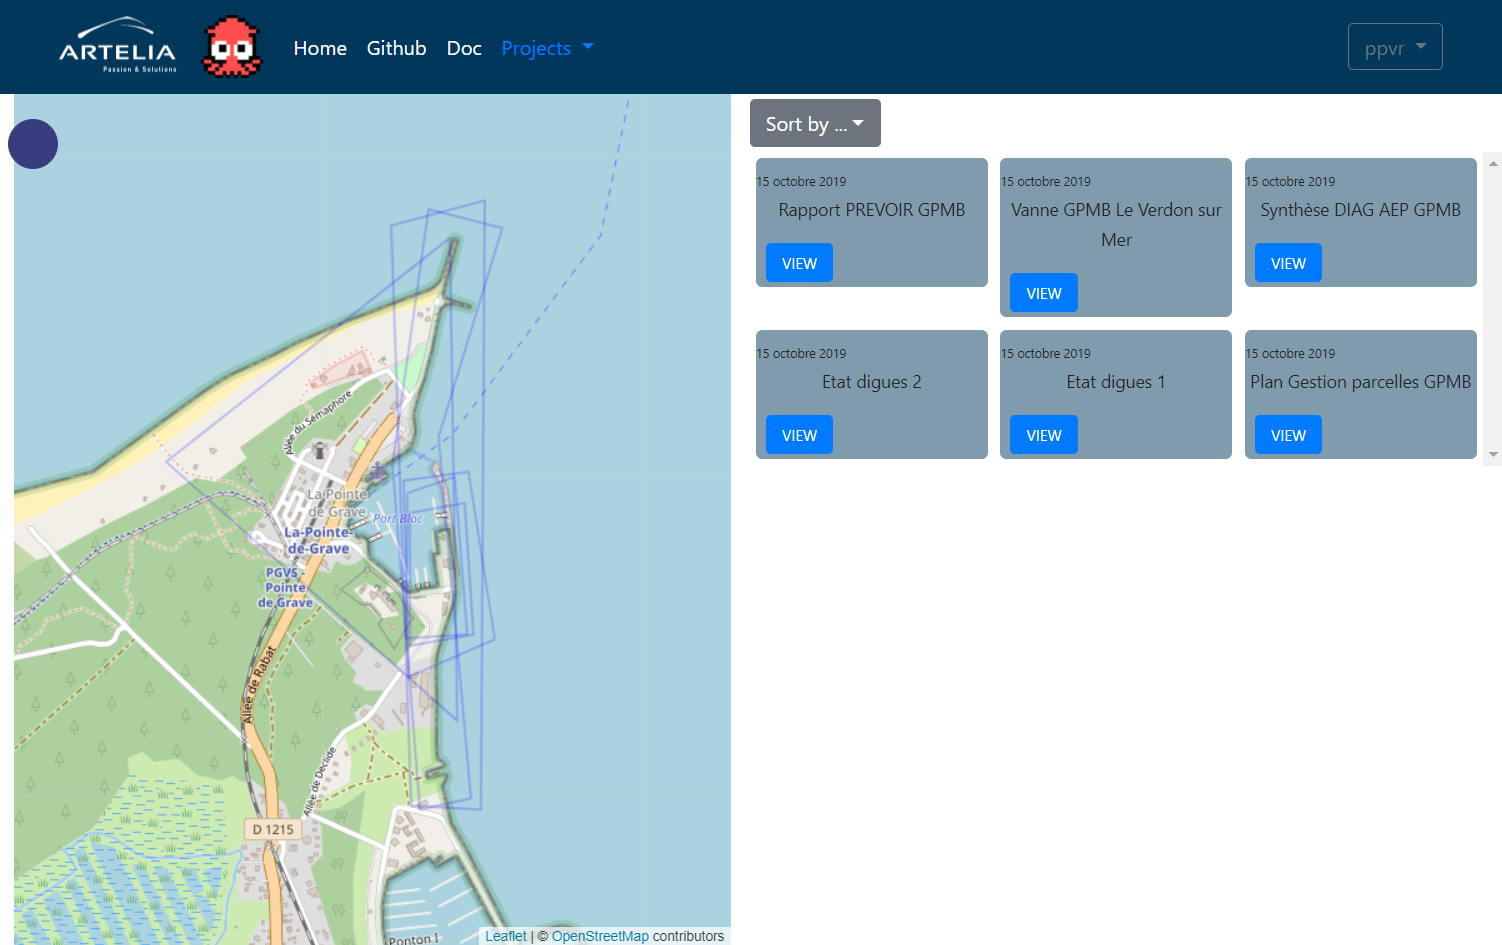 ARTELIA
Passion & Solutions
Home
Github
Doc
Projects
ppvr
Sort by ...
15 octobre 2019
Rapport PREVOIR GPMB
VIEW
15 octobre 2019
Vanne GPMB Le Verdon sur
Mer
VIEW
15 octobre 2019
Synthèse DIAG AEP GPMB
VIEW
15 octobre 2019
Etat digues 2
VIEW
15 octobre 2019
Etat digues 1
VIEW
15 octobre 2019
Plan Gestion parcelles GPMB
VIEW
Allée du Sémaphore
La Pointe
de Grave
Port Bloc
La-Pointe-
de-Grave
PGVS -
Pointe
de Grave
Allée de Rabat
Allée de Déclide
D 1215
Ponton I
Leaflet | © OpenStreetMap contributors